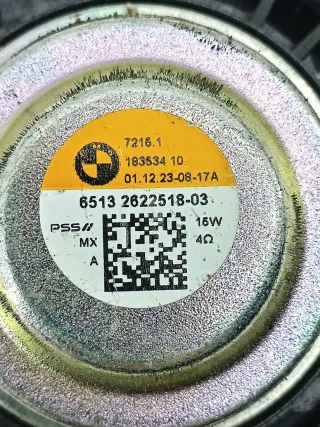 7216.1
183534 10
01.12.23-08-17A
6513 2622518-03
PSS//
15W
MX
4Ω
A